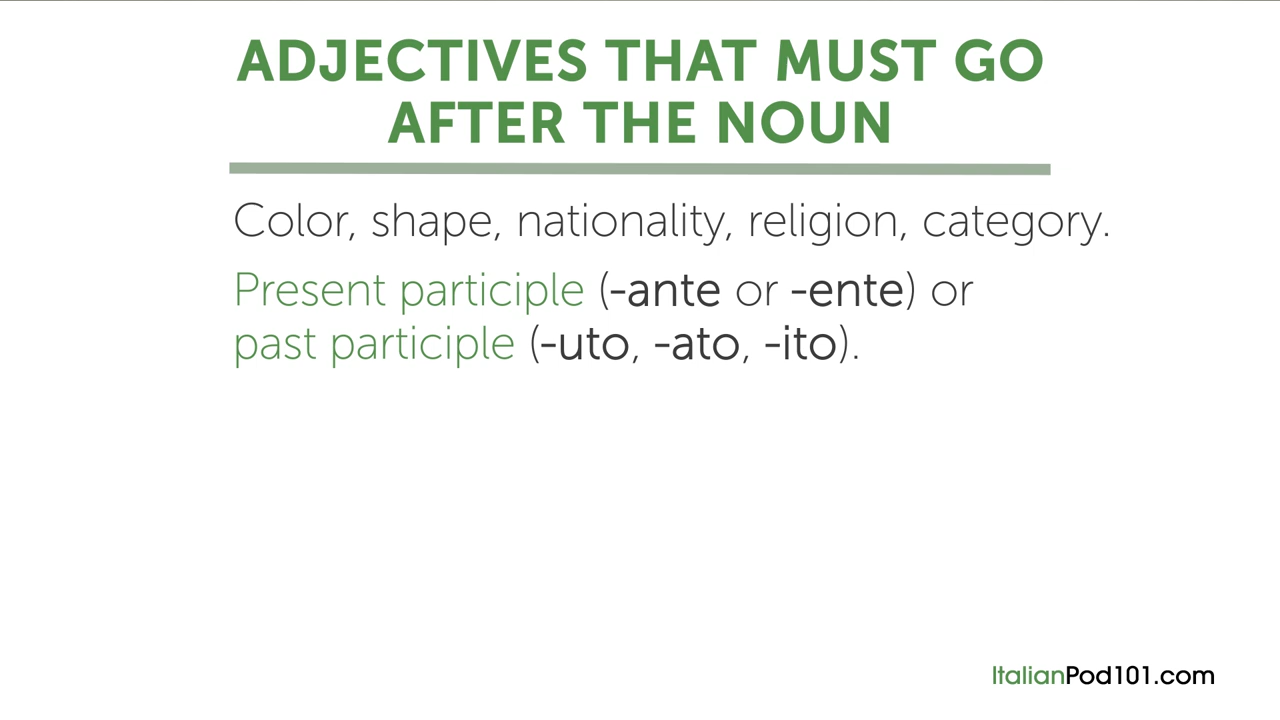 ADJECTIVES THAT MUST GO
AFTER THE NOUN
Color, shape, nationality, religion, category.
Present participle (-ante or -ente) or
past participle (-uto, -ato, -ito).
ItalianPod101.com